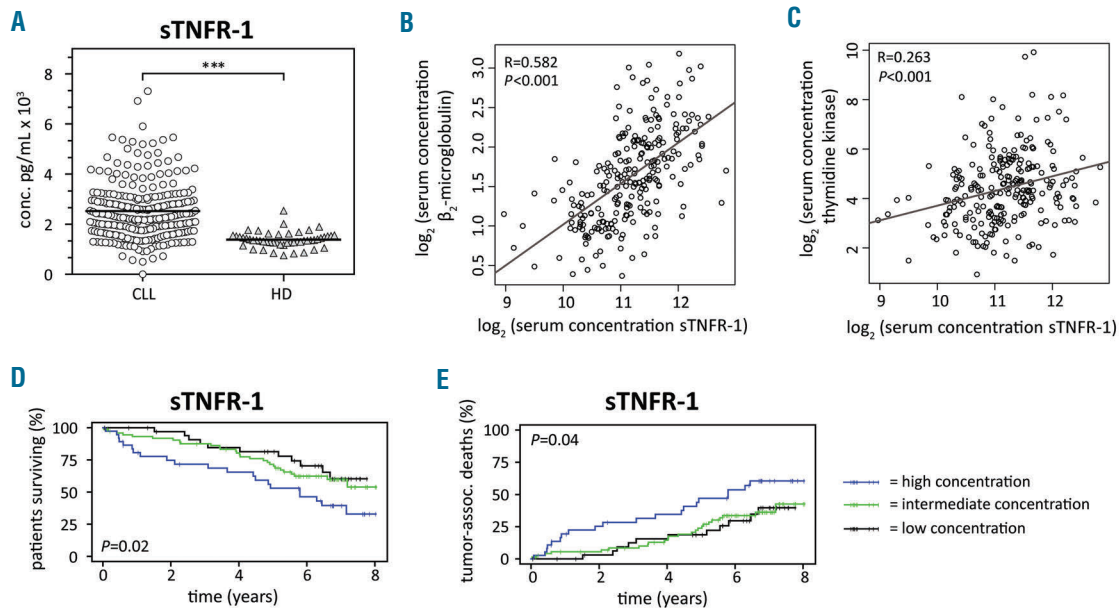 A
sTNFR-1
***
conc. pg/mL x 10³
8
6
4
2
0
CLL
HD
B
R=0.582
P<0.001
log₂ (serum concentration
β₂-microglobulin)
3.0
2.5
2.0
1.5
1.0
0.5
9
10
11
12
log₂ (serum concentration sTNFR-1)
C
R=0.263
P<0.001
log₂ (serum concentration
thymidine kinase)
10
8
6
4
2
9
10
11
12
log₂ (serum concentration sTNFR-1)
D
sTNFR-1
patients surviving (%)
100
75
50
25
0
P=0.02
0
2
4
6
8
time (years)
E
sTNFR-1
tumor-assoc. deaths (%)
100
75
50
25
0
P=0.04
0
2
4
6
8
time (years)
= high concentration
= intermediate concentration
= low concentration